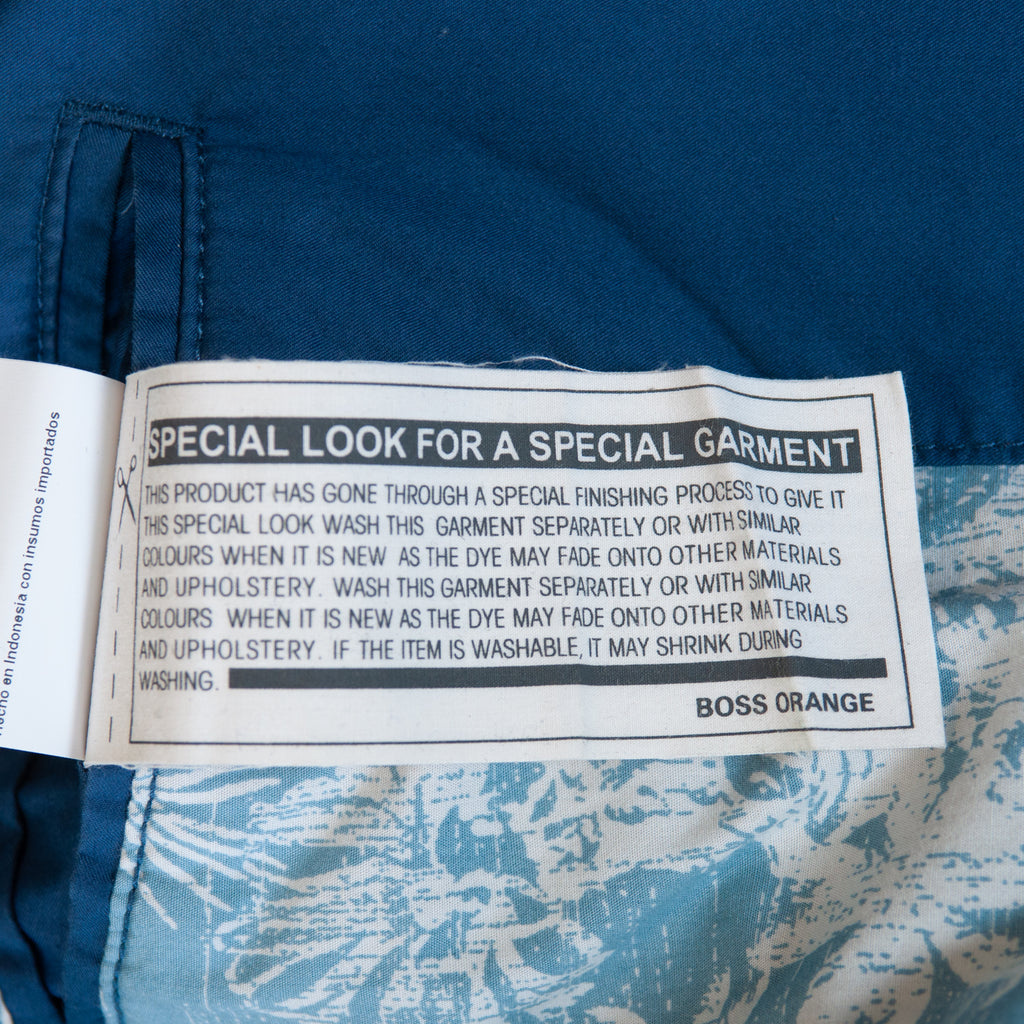 SPECIAL LOOK FOR A SPECIAL GARMENT
THIS PRODUCT HAS GONE THROUGH A SPECIAL FINISHING PROCESS TO GIVE IT
THIS SPECIAL LOOK WASH THIS GARMENT SEPARATELY OR WITH SIMILAR
COLOURS WHEN IT IS NEW AS THE DYE MAY FADE ONTO OTHER MATERIALS
AND UPHOLSTERY. WASH THIS GARMENT SEPARATELY OR WITH SIMILAR
COLOURS WHEN IT IS NEW AS THE DYE MAY FADE ONTO OTHER MATERIALS
AND UPHOLSTERY. IF THE ITEM IS WASHABLE, IT MAY SHRINK DURING
WASHING.
BOSS ORANGE
en Indonesia con insumos importados